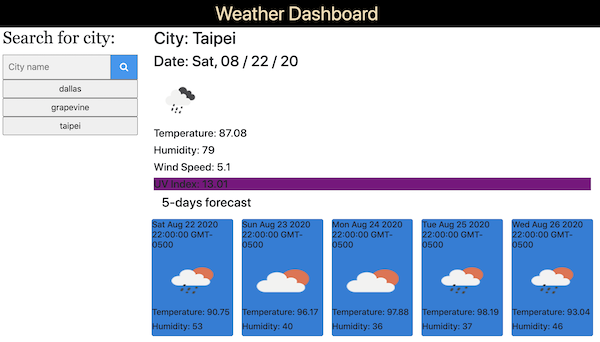 Weather Dashboard
Search for city:
City name
dallas
grapevine
taipei
City: Taipei
Date: Sat, 08 / 22 / 20
Temperature: 87.08
Humidity: 79
Wind Speed: 5.1
UV Index: 13.01
5-days forecast
Sat Aug 22 2020
22:00:00 GMT-
0500
Temperature: 90.75
Humidity: 53
Sun Aug 23 2020
22:00:00 GMT-
0500
Temperature: 96.17
Humidity: 40
Mon Aug 24 2020
22:00:00 GMT-
0500
Temperature: 97.88
Humidity: 36
Tue Aug 25 2020
22:00:00 GMT-
0500
Temperature: 98.19
Humidity: 37
Wed Aug 26 2020
22:00:00 GMT-
0500
Temperature: 93.04
Humidity: 46